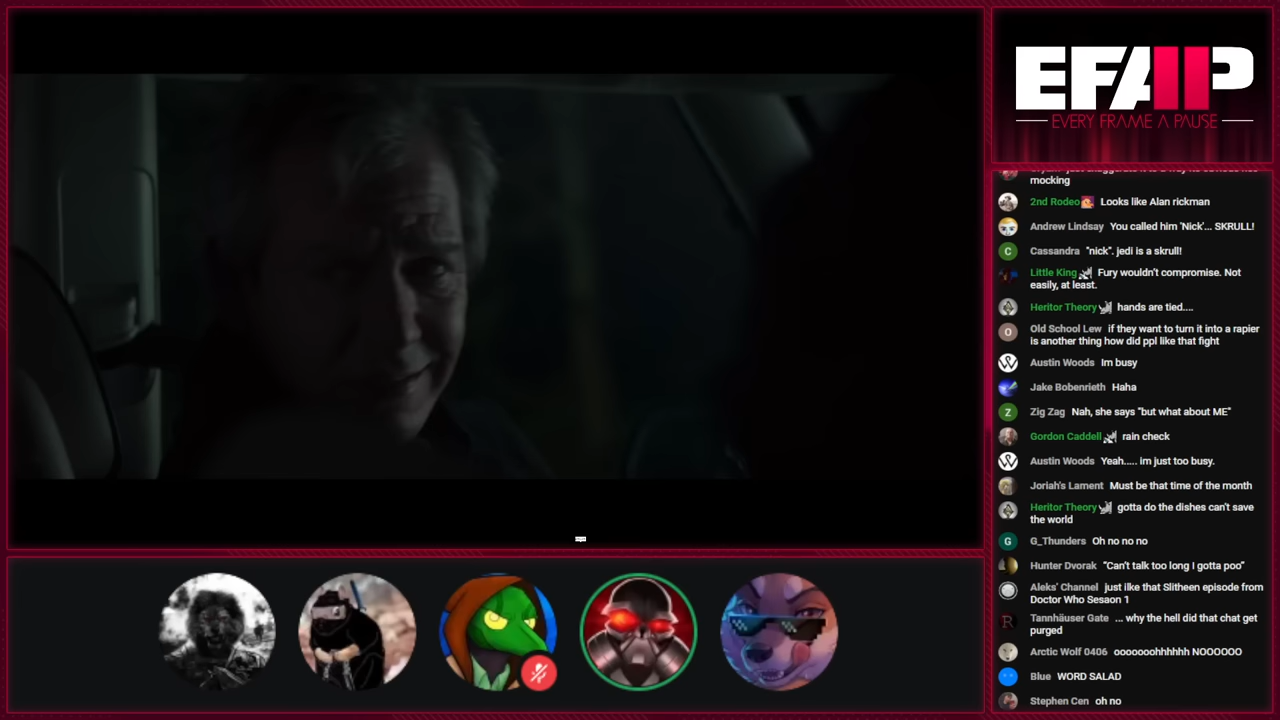 EFAP
EVERY FRAME A PAUSE
mocking
2nd Rodeo Looks like Alan rickman
Andrew Lindsay You called him 'Nick'... SKRULL!
C Cassandra "nick". jedi is a skrull!
Little King Fury wouldn't compromise. Not
easily, at least.
Heritor Theory hands are tied....
O Old School Lew if they want to turn it into a rapier
is another thing how did ppl like that fight
Austin Woods Im busy
Jake Bobenrieth Haha
Z Zig Zag Nah, she says "but what about ME"
Gordon Caddell rain check
Austin Woods Yeah..... im just too busy.
Joriah's Lament Must be that time of the month
Heritor Theory gotta do the dishes can't save
the world
G G_Thunders Oh no no no
Hunter Dvorak "Can't talk too long I gotta poo"
Aleks' Channel just ilke that Slitheen episode from
Doctor Who Sesaon 1
R Tannhäuser Gate ... why the hell did that chat get
purged
Arctic Wolf 0406 ooooooohhhhhh NOOOOOO
Blue WORD SALAD
Stephen Cen oh no